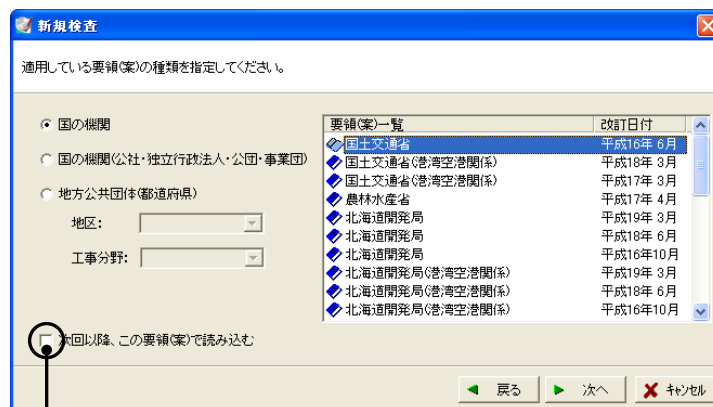 新規検査
適用している要領(案)の種類を指定してください。
国の機関
国の機関(公社・独立行政法人・公団・事業団)
地方公共団体(都道府県)
地区：
工事分野：
要領(案)一覧 改訂日付
国土交通省 平成16年 6月
国土交通省(港湾空港関係) 平成18年 3月
国土交通省(港湾空港関係) 平成17年 3月
農林水産省 平成17年 4月
北海道開発局 平成19年 3月
北海道開発局 平成18年 6月
北海道開発局 平成16年10月
北海道開発局(港湾空港関係) 平成19年 3月
北海道開発局(港湾空港関係) 平成18年 6月
北海道開発局(港湾空港関係) 平成16年10月
次回以降、この要領(案)で読み込む
戻る 次へ キャンセル